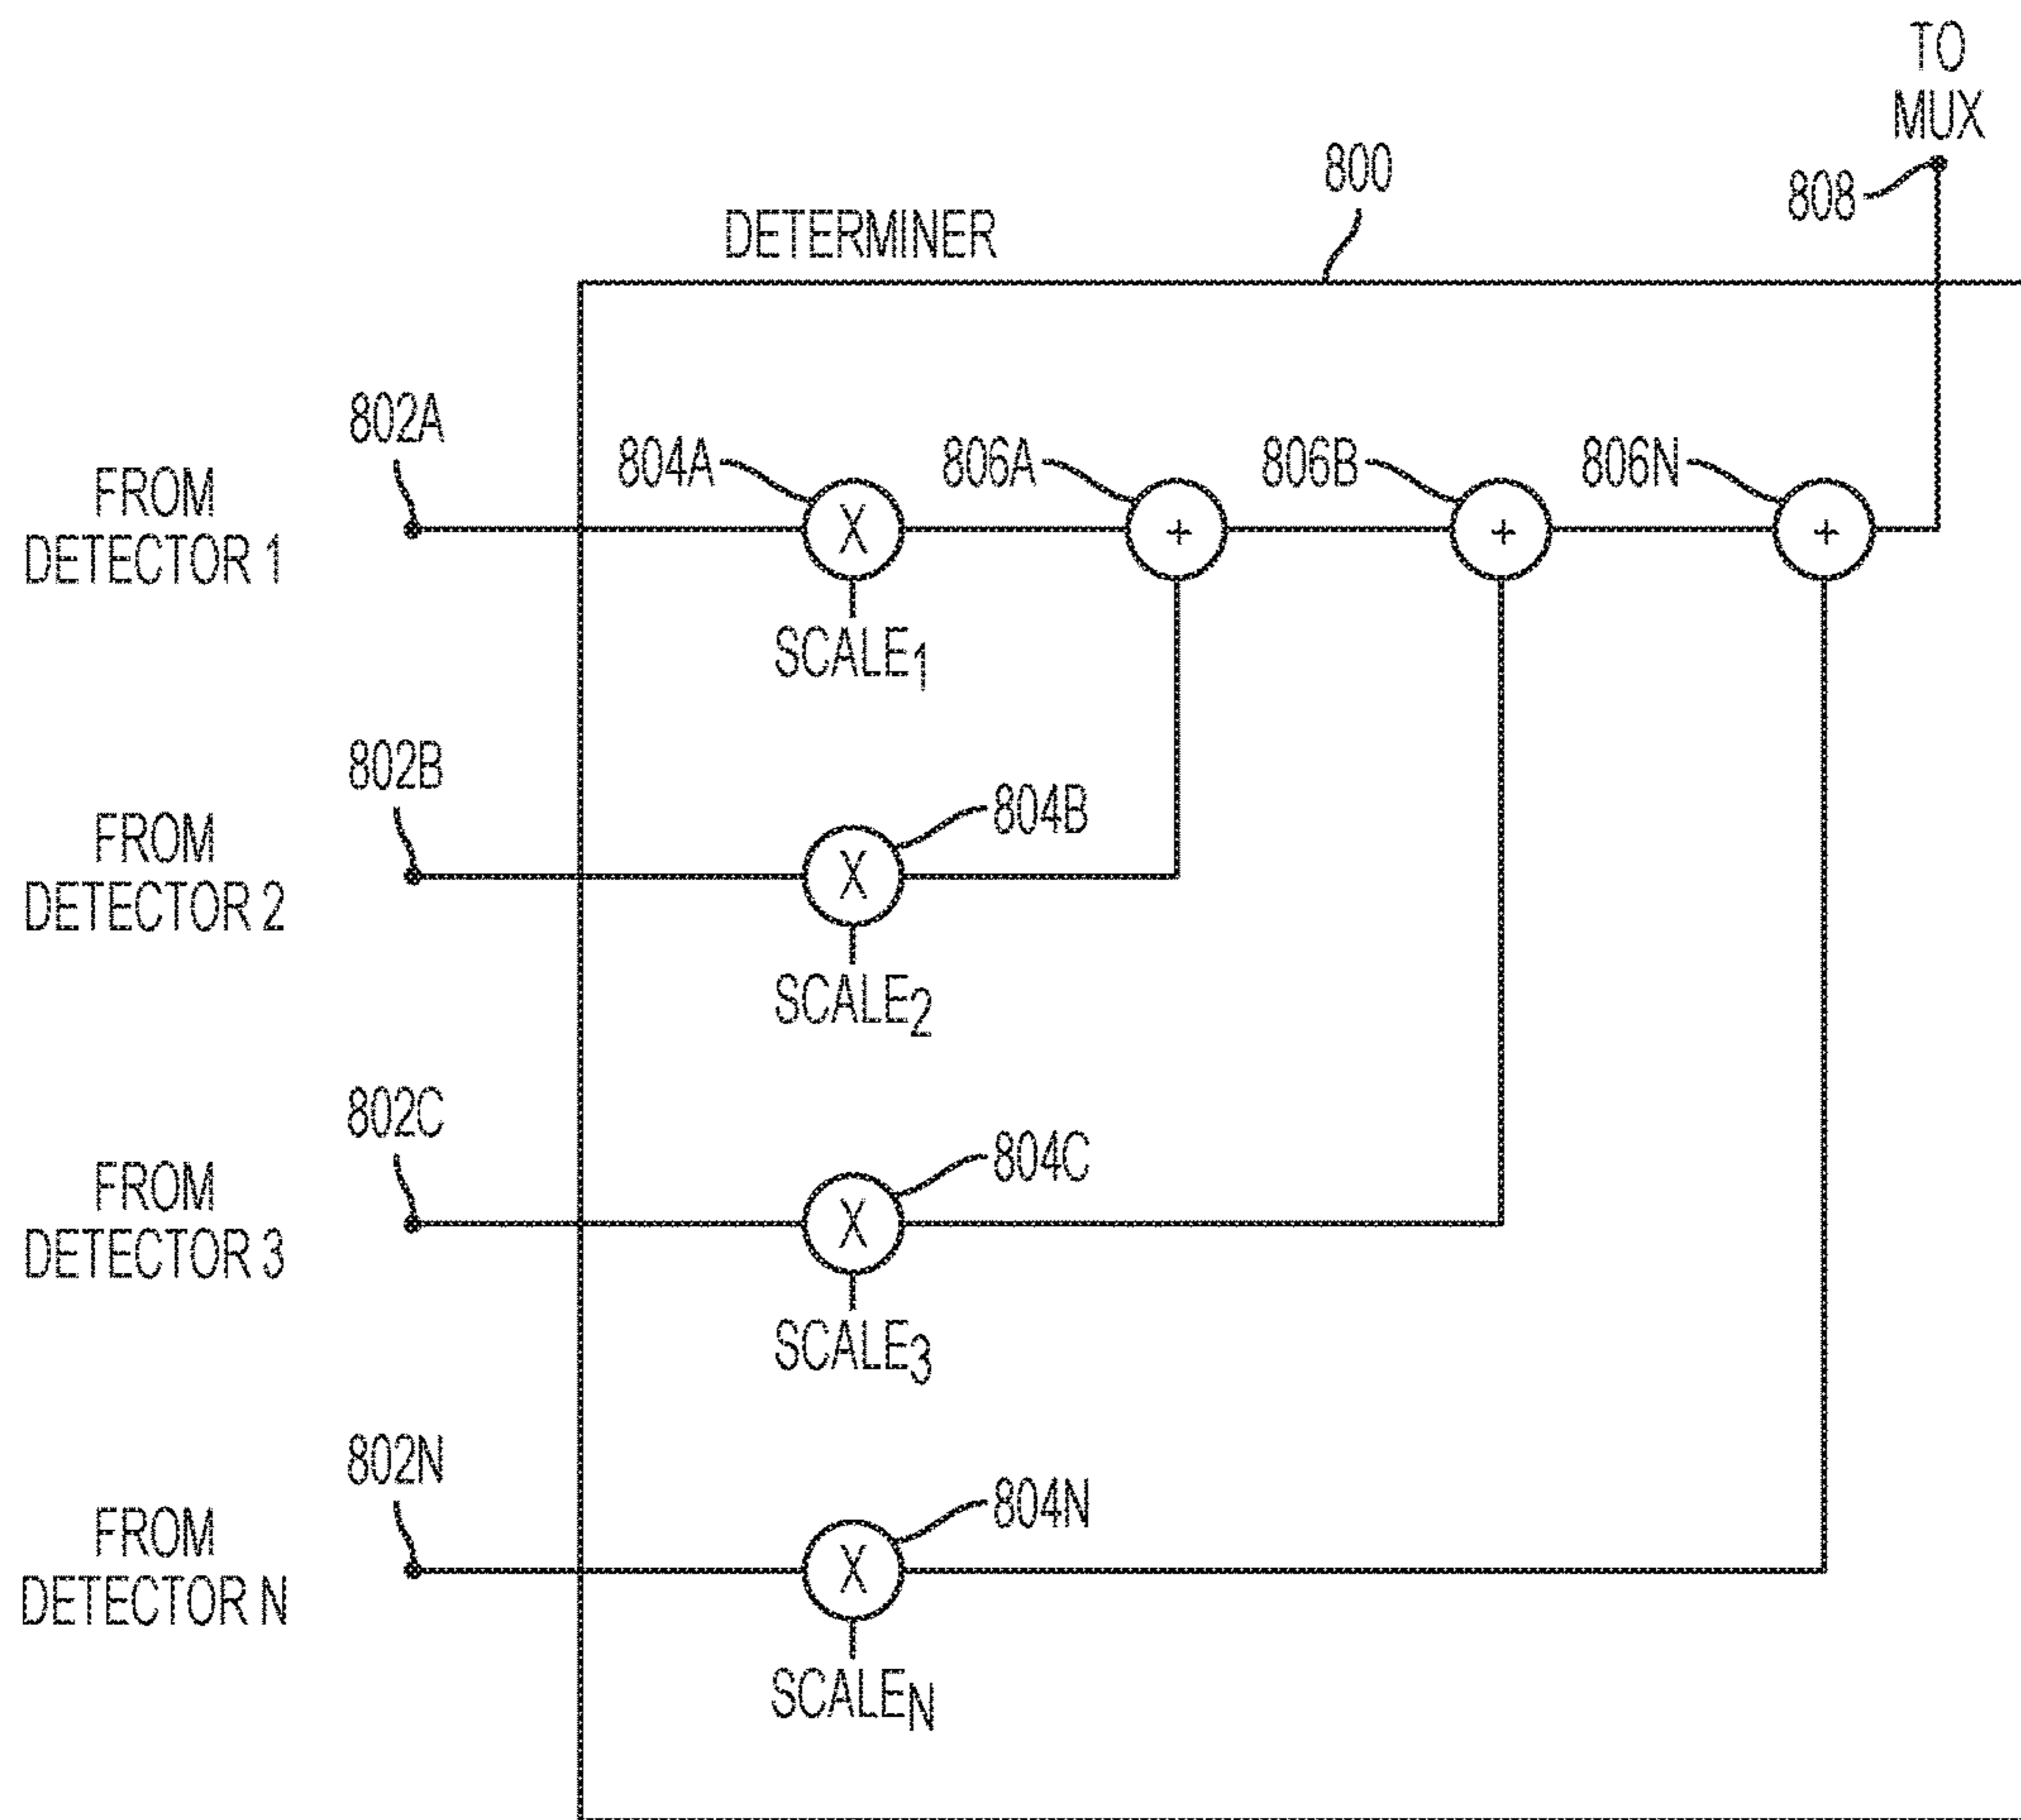 TO
MUX
808
800
DETERMINER
802A
804A
806A
806B
806N
FROM
DETECTOR 1
X
+
+
+
SCALE1
802B
804B
FROM
DETECTOR 2
X
SCALE2
802C
804C
FROM
DETECTOR 3
X
SCALE3
802N
804N
FROM
DETECTOR N
X
SCALEN